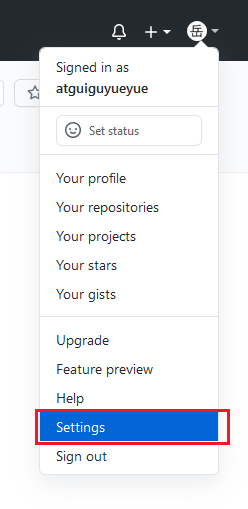 岳
Signed in as
atguiguyueyue
Set status
Your profile
Your repositories
Your projects
Your stars
Your gists
Upgrade
Feature preview
Help
Settings
Sign out